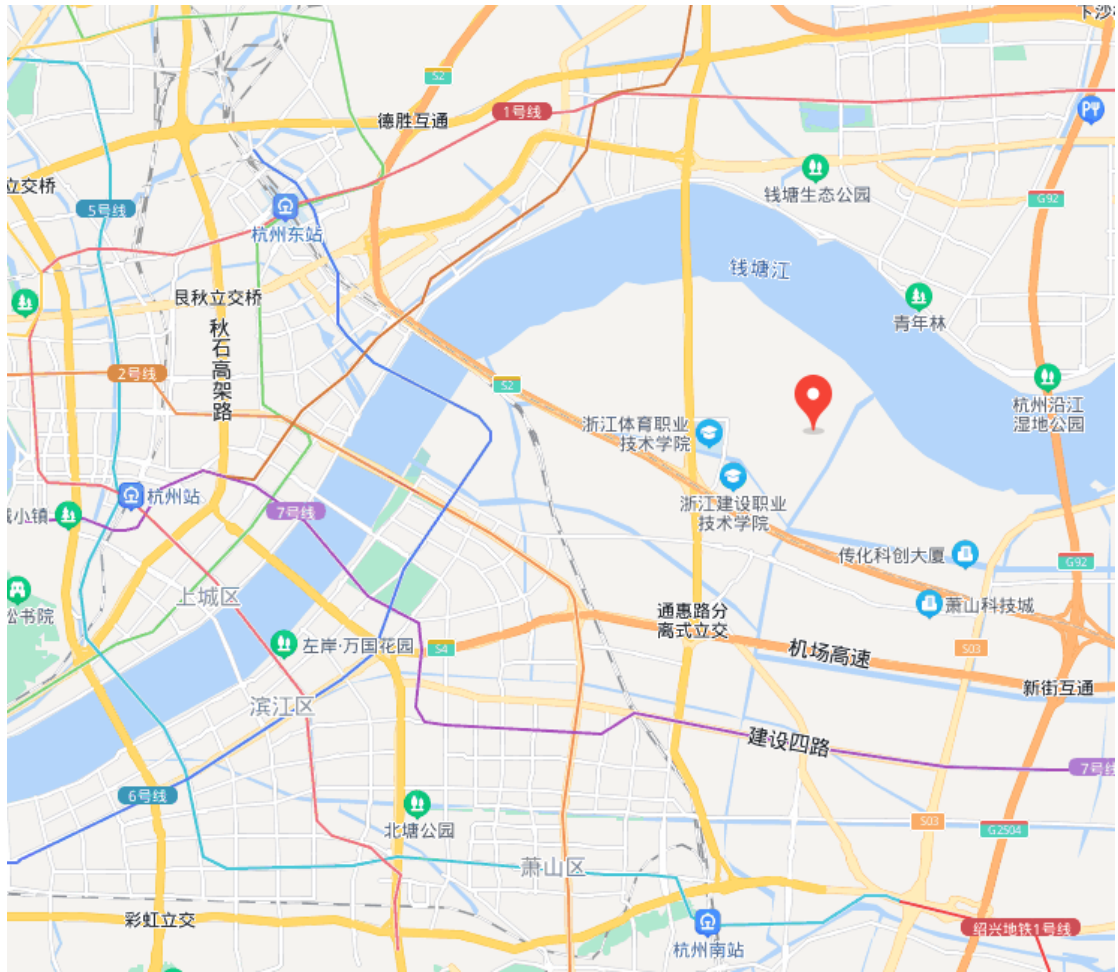 下沙
S2
1号线
德胜互通
立交桥
钱塘生态公园
G92
5号线
杭州东站
钱塘江
艮秋立交桥
青年林
秋石高架路
2号线
S2
杭州沿江
湿地公园
浙江体育职业
技术学院
杭州站
浙江建设职业
技术学院
7号线
小镇
传化科创大厦
G92
上城区
书院
萧山科技城
通惠路分
离式立交
左岸·万国花园
S4
机场高速
S03
新街互通
滨江区
建设四路
7号线
6号线
北塘公园
S03
G2504
萧山区
彩虹立交
绍兴地铁1号线
杭州南站